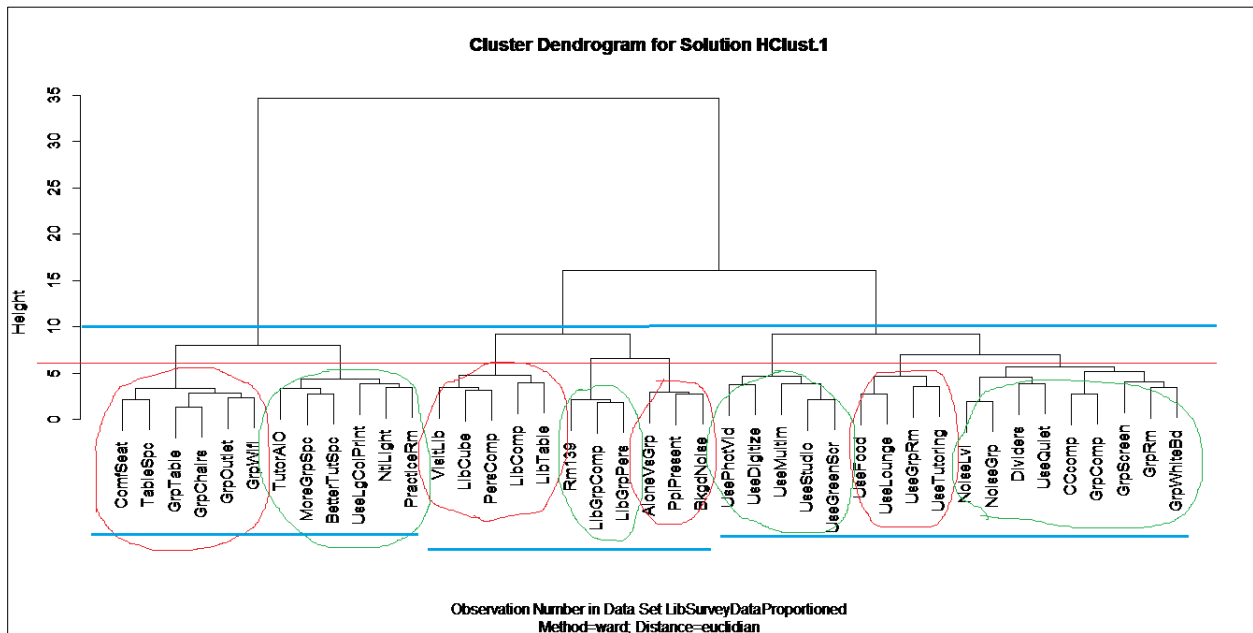 Cluster Dendrogram for Solution HClust.1
Height
35
30
25
20
15
10
5
0
ComfSeat
TableSpc
GrpTable
GrpChairs
GrpOutlet
GrpWifi
TutorAIO
MoreGrpSpc
BetterTutSpc
UseLgColPrint
NtlLight
PracticeRm
VisitLib
LibCube
PersComp
LibComp
LibTable
Rm139
LibGrpComp
LibGrpPers
AloneVsGrp
PplPresent
BkgdNoise
UsePhotVid
UseDigitize
UseMultim
UseStudio
UseGreenScr
UseFood
UseLounge
UseGrpRm
UseTutoring
NoiseLvl
NoiseGrp
Dividers
UseQuiet
CCcomp
GrpComp
GrpScreen
GrpRm
GrpWhiteBd
Observation Number in Data Set LibSurveyDataProportioned
Method=ward; Distance=euclidian